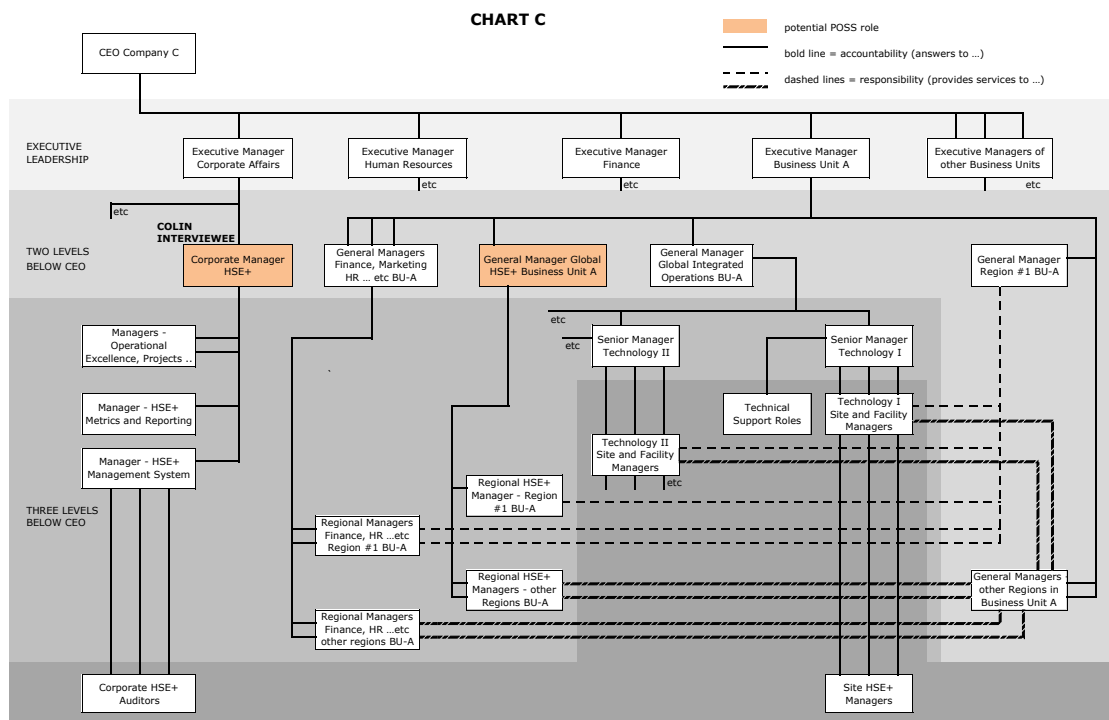 CHART C
potential POSS role
bold line = accountability (answers to …)
dashed lines = responsibility (provides services to …)
CEO Company C
EXECUTIVE
LEADERSHIP
Executive Manager
Corporate Affairs
Executive Manager
Human Resources
Executive Manager
Finance
Executive Manager
Business Unit A
Executive Managers of
other Business Units
etc
etc
etc
etc
COLIN
INTERVIEWEE
TWO LEVELS
BELOW CEO
Corporate Manager
HSE+
General Managers
Finance, Marketing
HR ... etc BU-A
General Manager Global
HSE+ Business Unit A
General Manager
Global Integrated
Operations BU-A
General Manager
Region #1 BU-A
etc
etc
Managers -
Operational
Excellence, Projects ..
Senior Manager
Technology II
Senior Manager
Technology I
Manager - HSE+
Metrics and Reporting
Technical
Support Roles
Technology I
Site and Facility
Managers
Manager - HSE+
Management System
Technology II
Site and Facility
Managers
etc
THREE LEVELS
BELOW CEO
Regional HSE+
Manager - Region
#1 BU-A
Regional Managers
Finance, HR ...etc
Region #1 BU-A
Regional HSE+
Managers - other
Regions BU-A
General Managers -
other Regions in
Business Unit A
Regional Managers
Finance, HR ...etc
other regions BU-A
Corporate HSE+
Auditors
Site HSE+
Managers